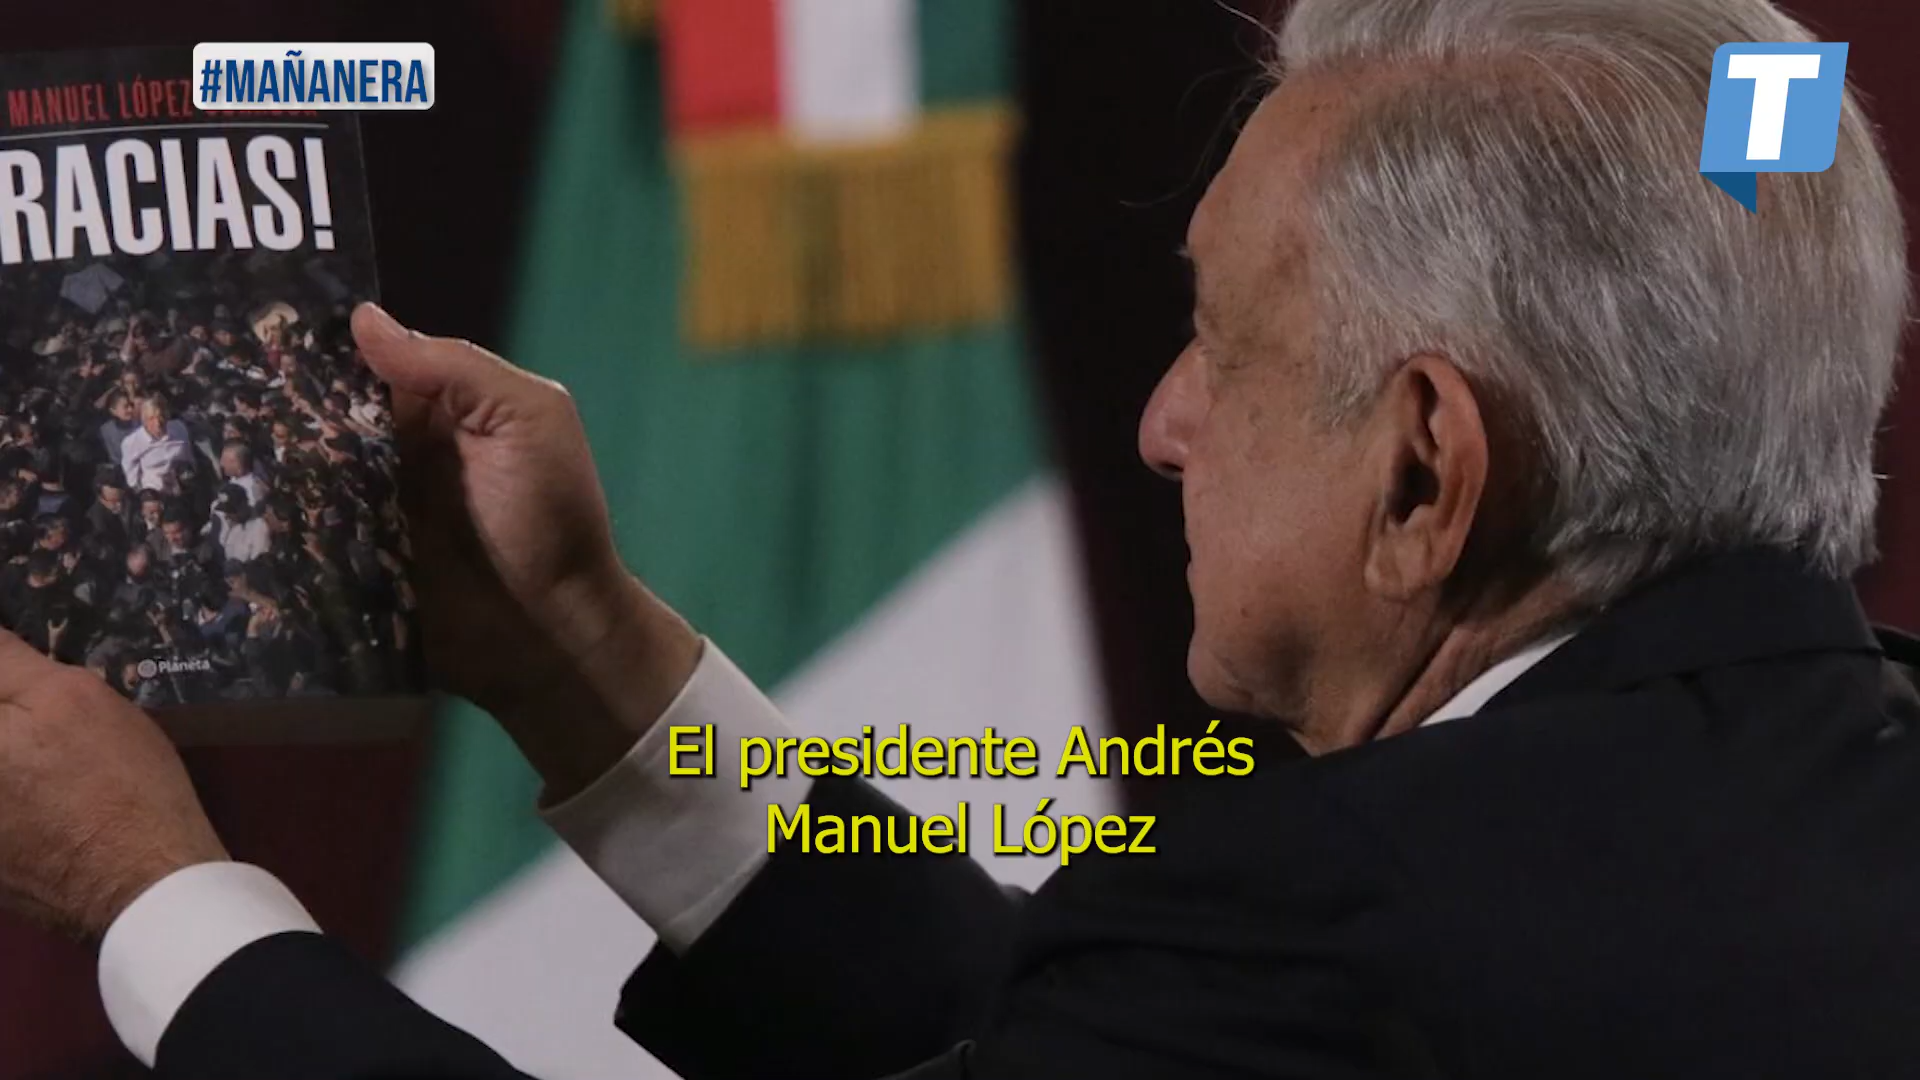 #MAÑANERA
T
MANUEL LÓPEZ
RACIAS!
Planeta
El presidente Andrés
Manuel López